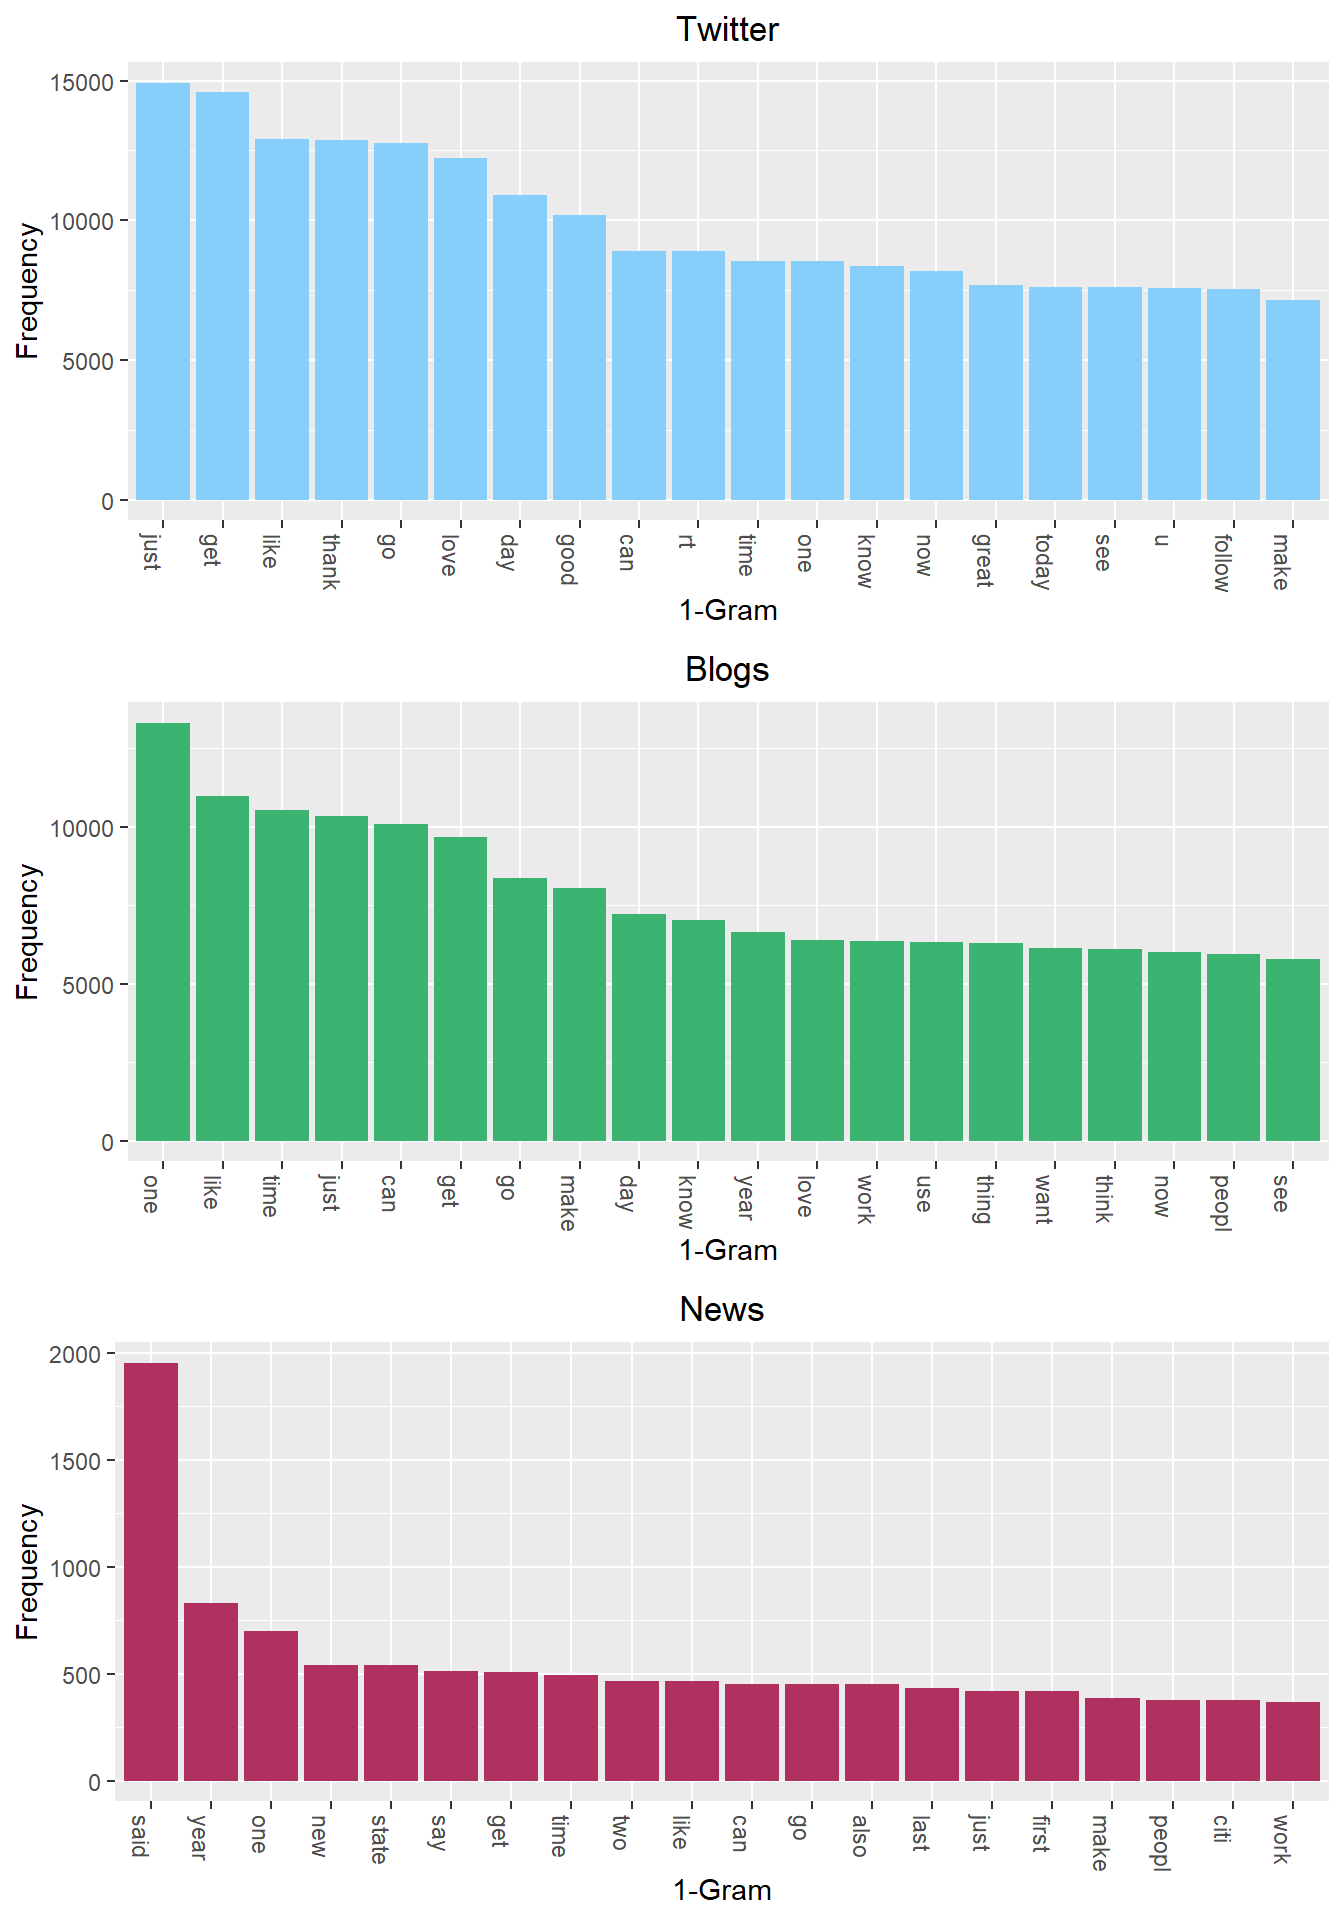 Twitter
Frequency
15000
10000
5000
0
just get like thank go love day good can rt time one know now great today see u follow make
1-Gram
Blogs
Frequency
10000
5000
0
one like time just can get go make day know year love work use thing want think now peopl see
1-Gram
News
Frequency
2000
1500
1000
500
0
said year one new state say get time two like can go also last just first make peopl citi work
1-Gram